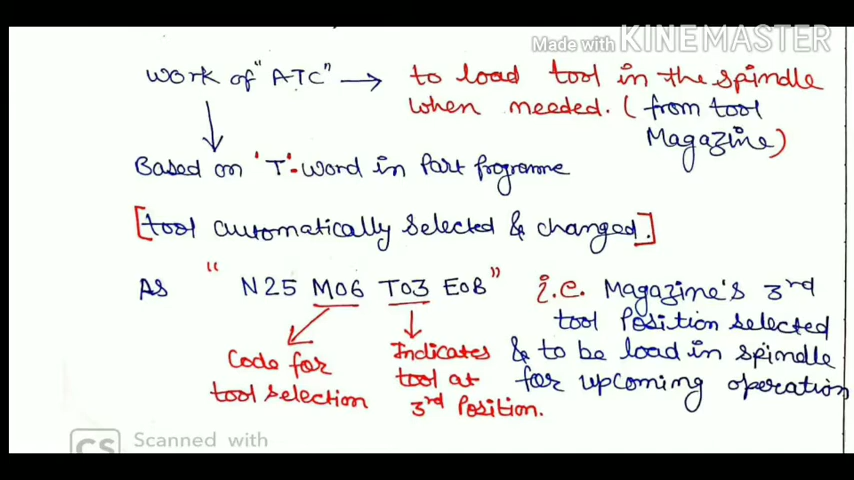 Made with KINEMASTER
Work of "ATC" → to load tool in the spindle
when needed. (from tool
Magazine)
Based on 'T'-word in Part programme
[tool automatically selected & changed.]
As "N25 M06 T03 EOB" i.e. Magazine's 3rd
tool Position selected
& to be load in spindle
for upcoming operation
Code for
tool selection
Indicates
tool at
3rd Position.
CS Scanned with